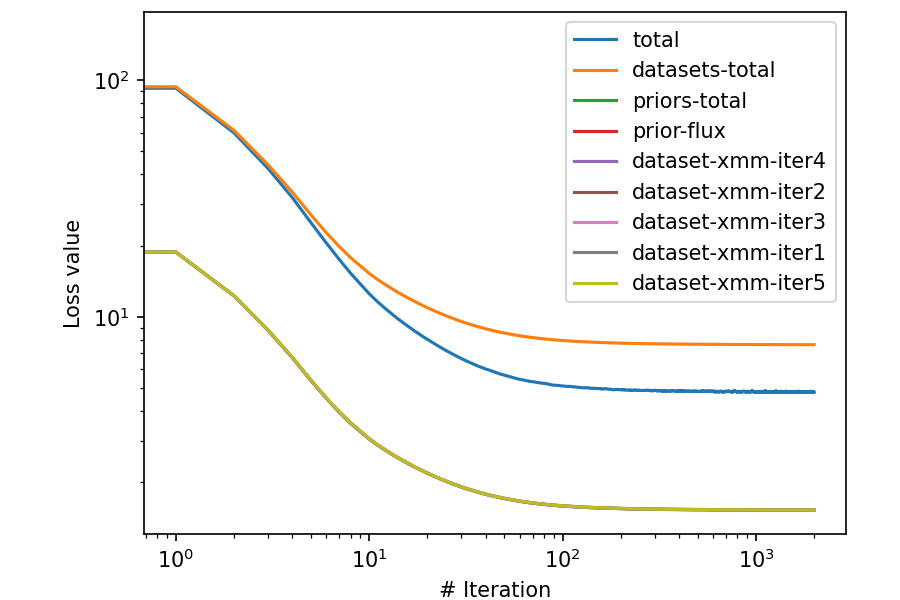 total
datasets-total
priors-total
prior-flux
dataset-xmm-iter4
dataset-xmm-iter2
dataset-xmm-iter3
dataset-xmm-iter1
dataset-xmm-iter5
Loss value
10²
10¹
10⁰ 10¹ 10² 10³
# Iteration